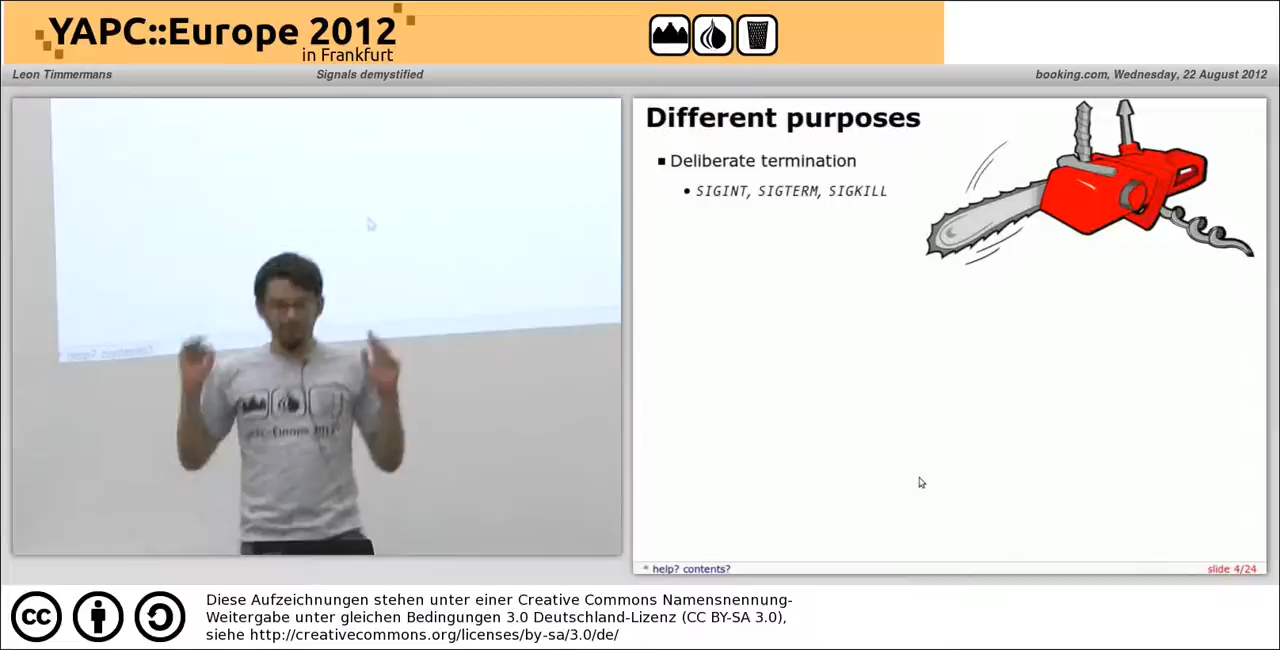 YAPC::Europe 2012
in Frankfurt
Leon Timmermans
Signals demystified
booking.com, Wednesday, 22 August 2012
Different purposes
Deliberate termination
SIGINT, SIGTERM, SIGKILL
* help? contents?
slide 4/24
cc
Diese Aufzeichnungen stehen unter einer Creative Commons Namensnennung-
Weitergabe unter gleichen Bedingungen 3.0 Deutschland-Lizenz (CC BY-SA 3.0),
siehe http://creativecommons.org/licenses/by-sa/3.0/de/